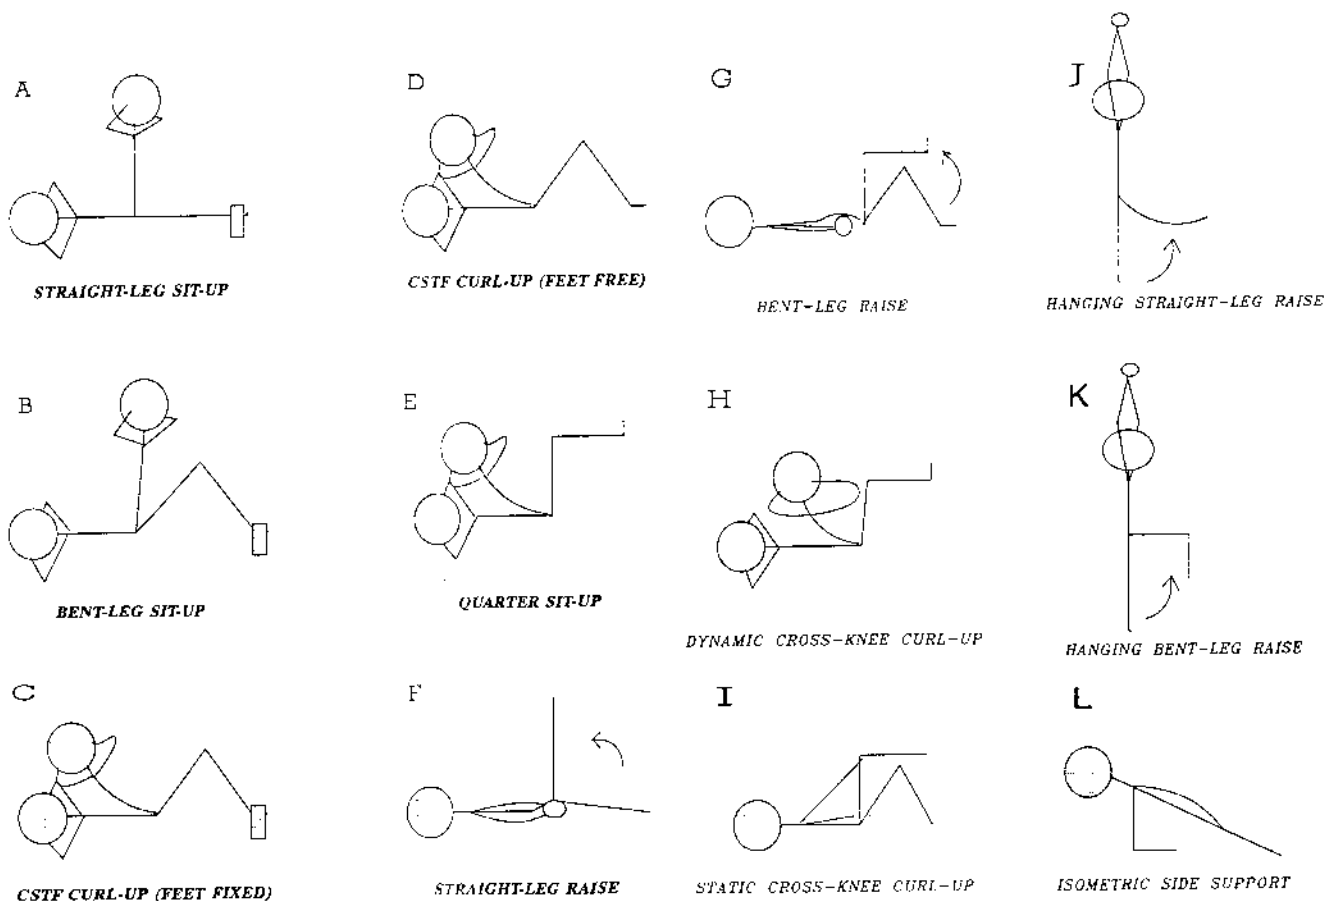 A
STRAIGHT-LEG SIT-UP
B
BENT-LEG SIT-UP
C
CSTF CURL-UP (FEET FIXED)
D
CSTF CURL-UP (FEET FREE)
E
QUARTER SIT-UP
F
STRAIGHT-LEG RAISE
G
BENT-LEG RAISE
H
DYNAMIC CROSS-KNEE CURL-UP
I
STATIC CROSS-KNEE CURL-UP
J
HANGING STRAIGHT-LEG RAISE
K
HANGING BENT-LEG RAISE
L
ISOMETRIC SIDE SUPPORT